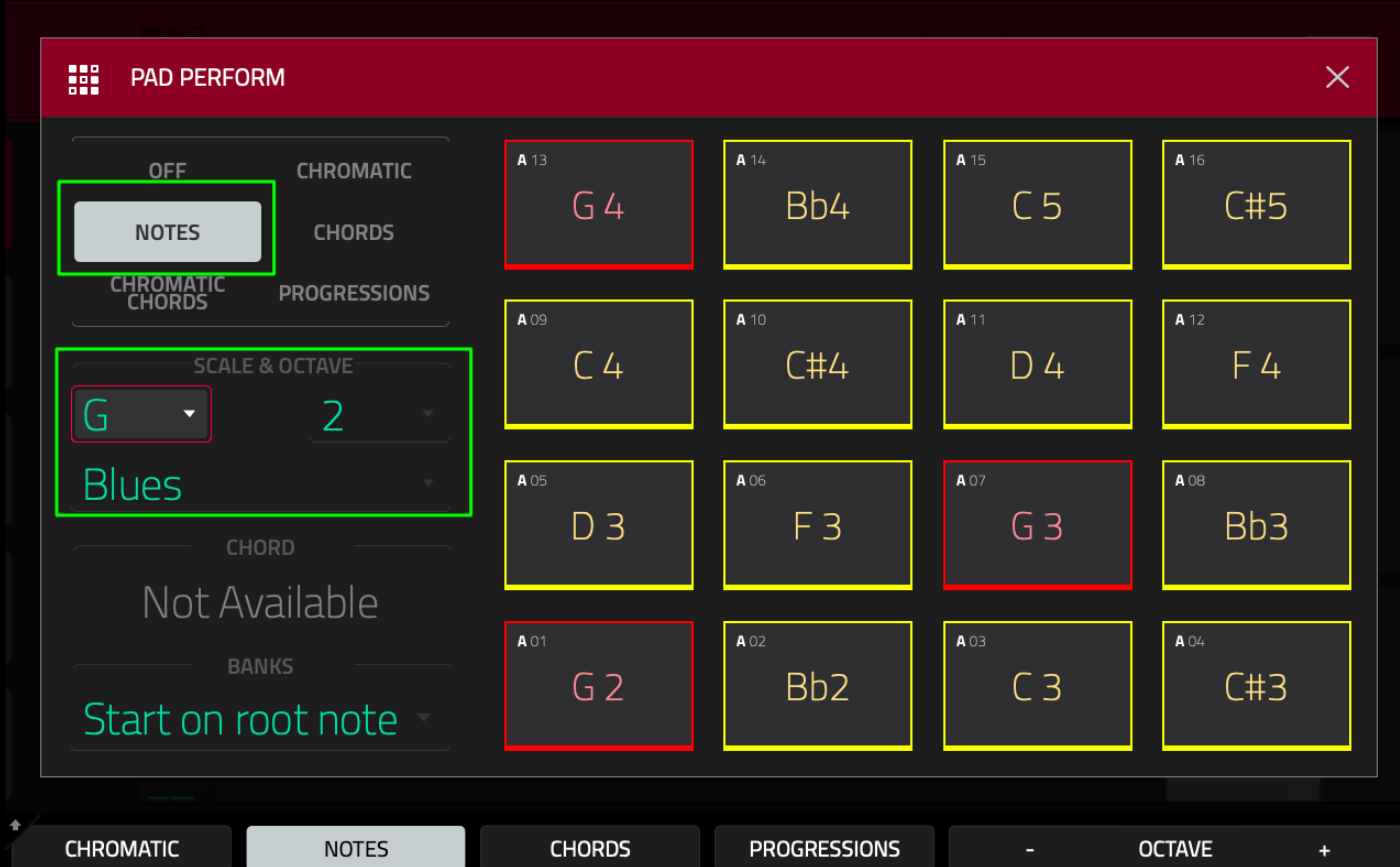 PAD PERFORM
OFF CHROMATIC
NOTES CHORDS
CHROMATIC CHORDS PROGRESSIONS
SCALE & OCTAVE
G 2
Blues
CHORD
Not Available
BANKS
Start on root note
A 13 A 14 A 15 A 16
G 4 Bb4 C 5 C#5
A 09 A 10 A 11 A 12
C 4 C#4 D 4 F 4
A 05 A 06 A 07 A 08
D 3 F 3 G 3 Bb3
A 01 A 02 A 03 A 04
G 2 Bb2 C 3 C#3
CHROMATIC NOTES CHORDS PROGRESSIONS - OCTAVE +